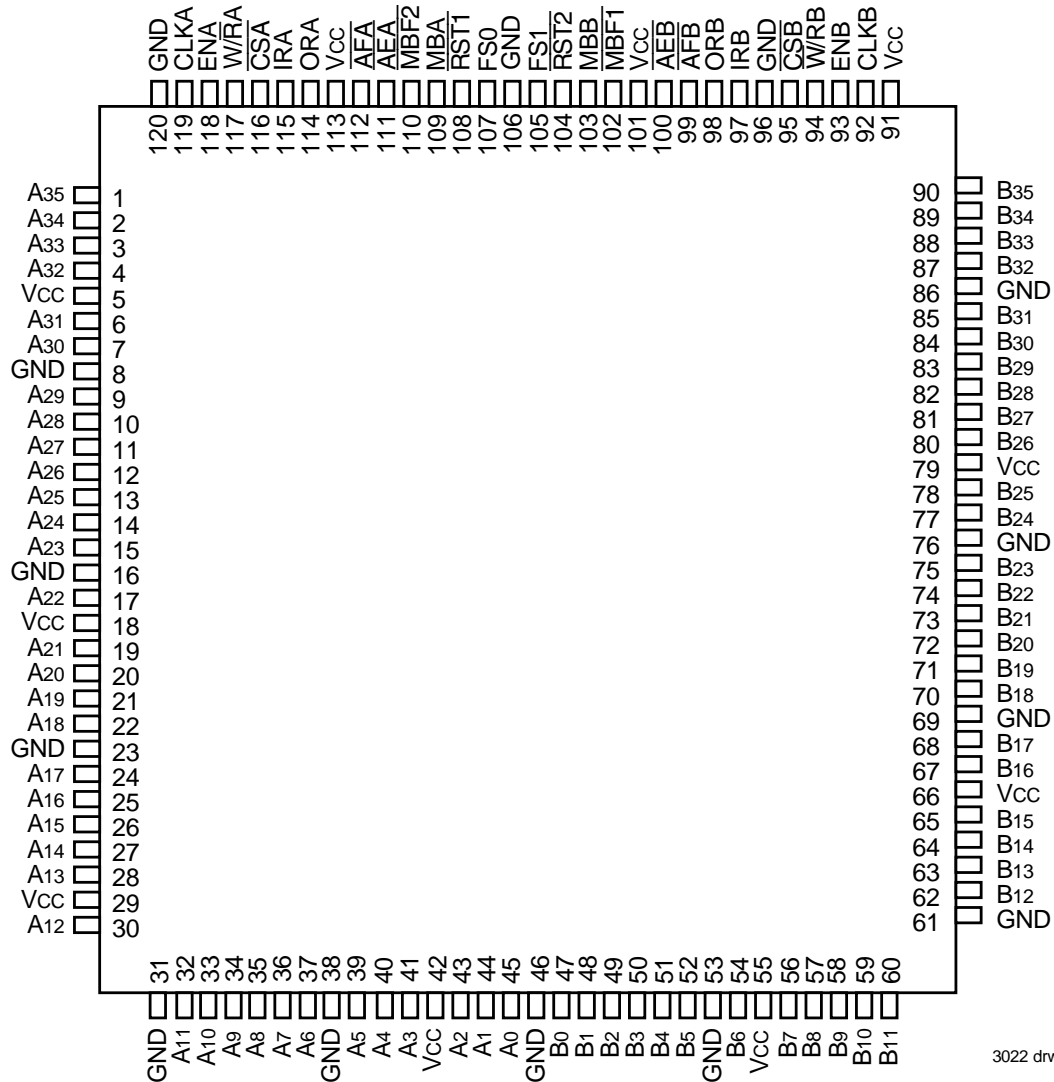 GND CLKA ENA W/RA CSA IRA ORA VCC AFA AEA MBF2 MBA RST1 FS0 GND FS1 RST2 MBB MBF1 VCC AEB AFB ORB IRB GND CSB W/RB ENB CLKB VCC
120 119 118 117 116 115 114 113 112 111 110 109 108 107 106 105 104 103 102 101 100 99 98 97 96 95 94 93 92 91
A35 1 90 B35
A34 2 89 B34
A33 3 88 B33
A32 4 87 B32
VCC 5 86 GND
A31 6 85 B31
A30 7 84 B30
GND 8 83 B29
A29 9 82 B28
A28 10 81 B27
A27 11 80 B26
A26 12 79 VCC
A25 13 78 B25
A24 14 77 B24
A23 15 76 GND
GND 16 75 B23
A22 17 74 B22
VCC 18 73 B21
A21 19 72 B20
A20 20 71 B19
A19 21 70 B18
A18 22 69 GND
GND 23 68 B17
A17 24 67 B16
A16 25 66 VCC
A15 26 65 B15
A14 27 64 B14
A13 28 63 B13
VCC 29 62 B12
A12 30 61 GND
31 32 33 34 35 36 37 38 39 40 41 42 43 44 45 46 47 48 49 50 51 52 53 54 55 56 57 58 59 60
GND A11 A10 A9 A8 A7 A6 GND A5 A4 A3 VCC A2 A1 A0 GND B0 B1 B2 B3 B4 B5 GND B6 VCC B7 B8 B9 B10 B11
3022 drw